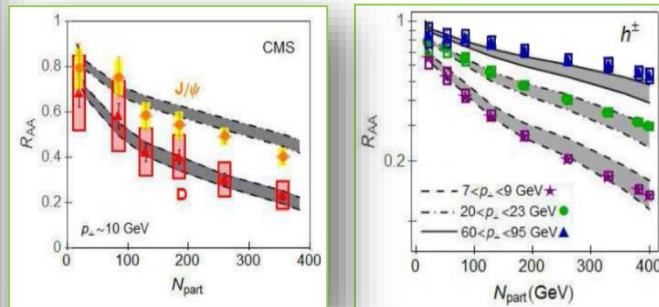 CMS
J/ψ
D
p⊥~10 GeV
R_AA
1.0
0.8
0.6
0.4
0.2
0
0
100
200
300
400
N_part
h±
R_AA
1
0.2
7<p⊥<9 GeV
20<p⊥<23 GeV
60<p⊥<95 GeV
0
100
200
300
400
N_part(GeV)